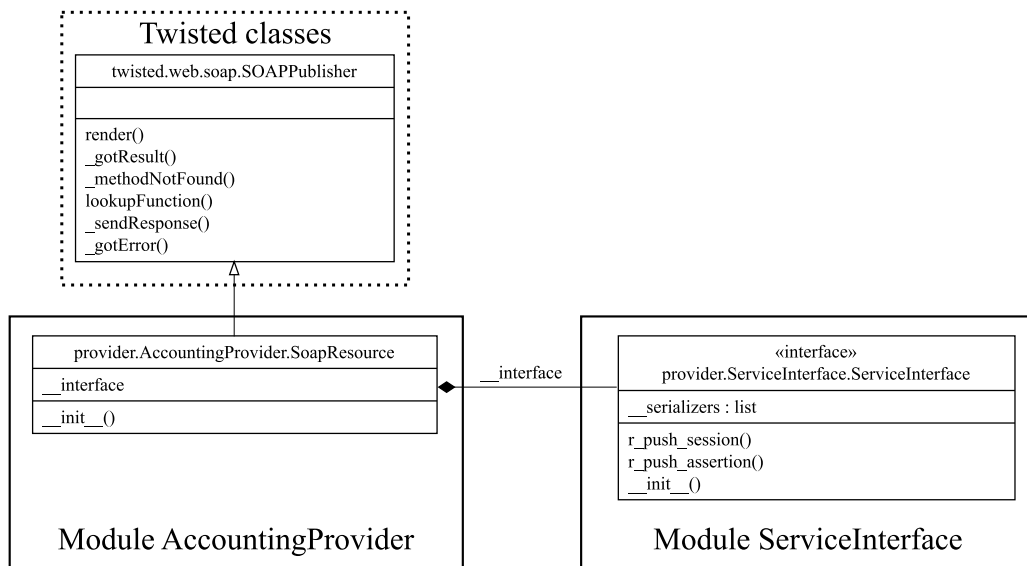 Twisted classes
twisted.web.soap.SOAPPublisher
render()
_gotResult()
_methodNotFound()
lookupFunction()
_sendResponse()
_gotError()
provider.AccountingProvider.SoapResource
__interface
__init__()
Module AccountingProvider
__interface
«interface»
provider.ServiceInterface.ServiceInterface
__serializers : list
r_push_session()
r_push_assertion()
__init__()
Module ServiceInterface